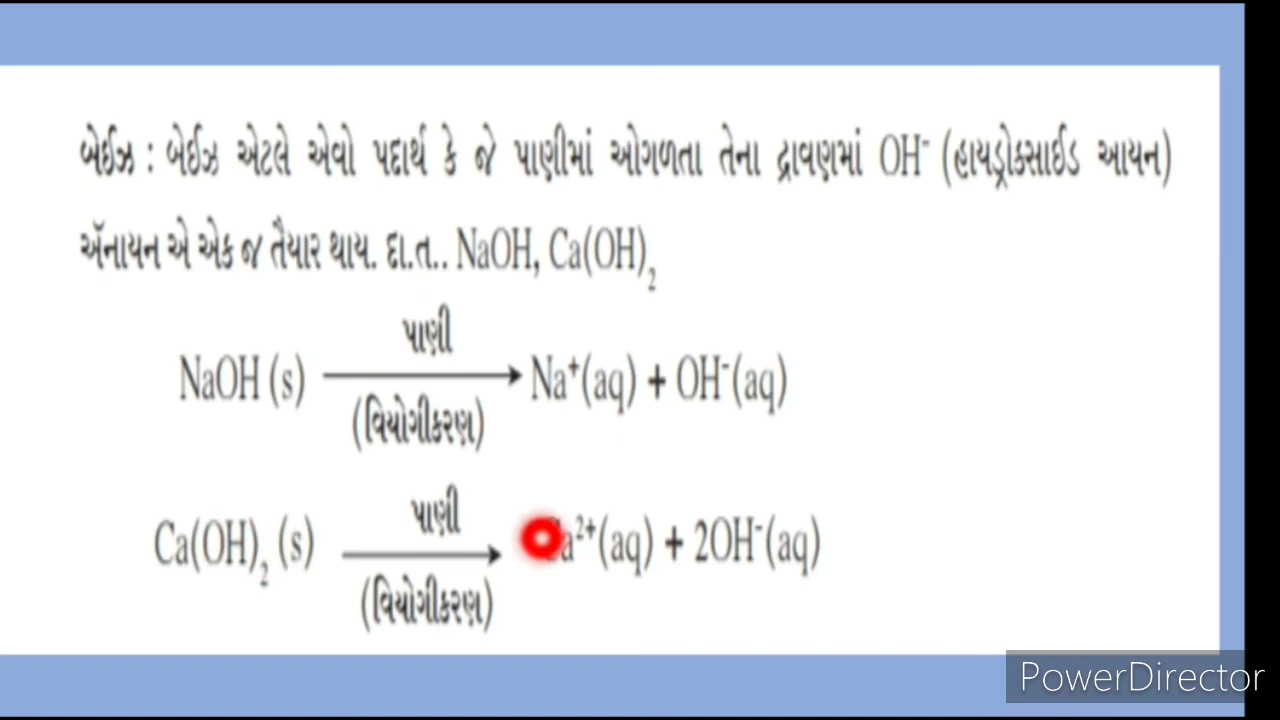 બેઈઝ : બેઈઝ એટલે એવો પદાર્થ કે જે પાણીમાં ઓગળતા તેના દ્રાવણમાં OH⁻ (હાયડ્રોક્સાઈડ આયન)
ઍનાયન એ એક જ તૈયાર થાય. દા.ત.. NaOH, Ca(OH)₂
પાણી
NaOH (s) ⟶ Na⁺(aq) + OH⁻(aq)
(વિયોગીકરણ)
પાણી
Ca(OH)₂ (s) ⟶ a²⁺(aq) + 2OH⁻(aq)
(વિયોગીકરણ)
PowerDirector